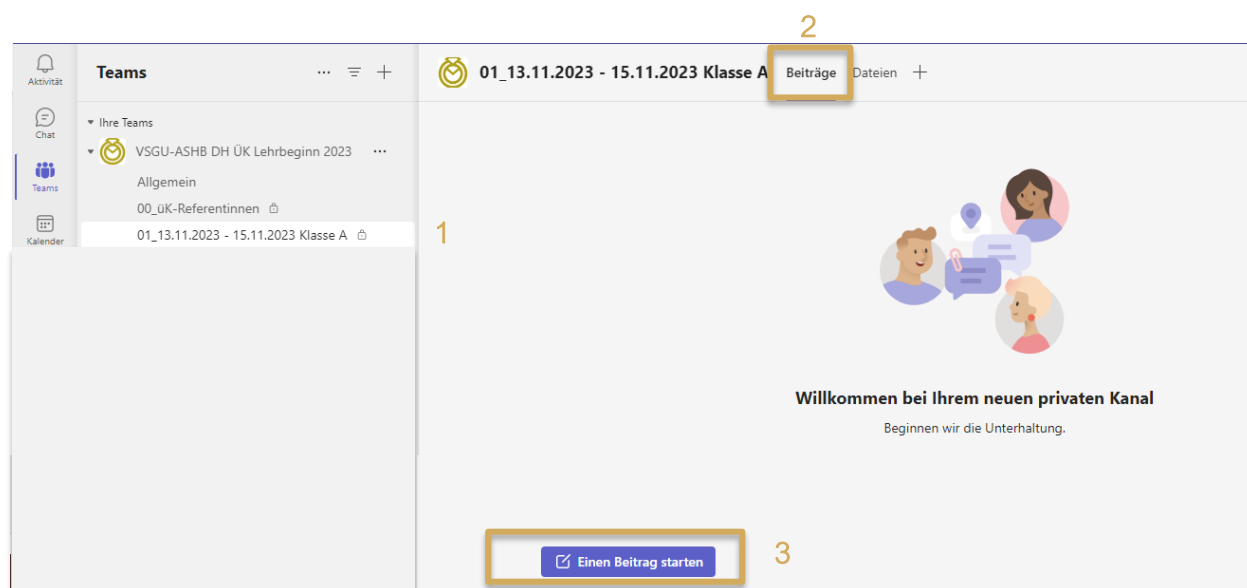 2
Aktivität
Chat
Teams
Kalender
Teams
Ihre Teams
VSGU-ASHB DH ÜK Lehrbeginn 2023
Allgemein
00_üK-Referentinnen
01_13.11.2023 - 15.11.2023 Klasse A
1
01_13.11.2023 - 15.11.2023 Klasse A
Beiträge
Dateien
Willkommen bei Ihrem neuen privaten Kanal
Beginnen wir die Unterhaltung.
Einen Beitrag starten
3